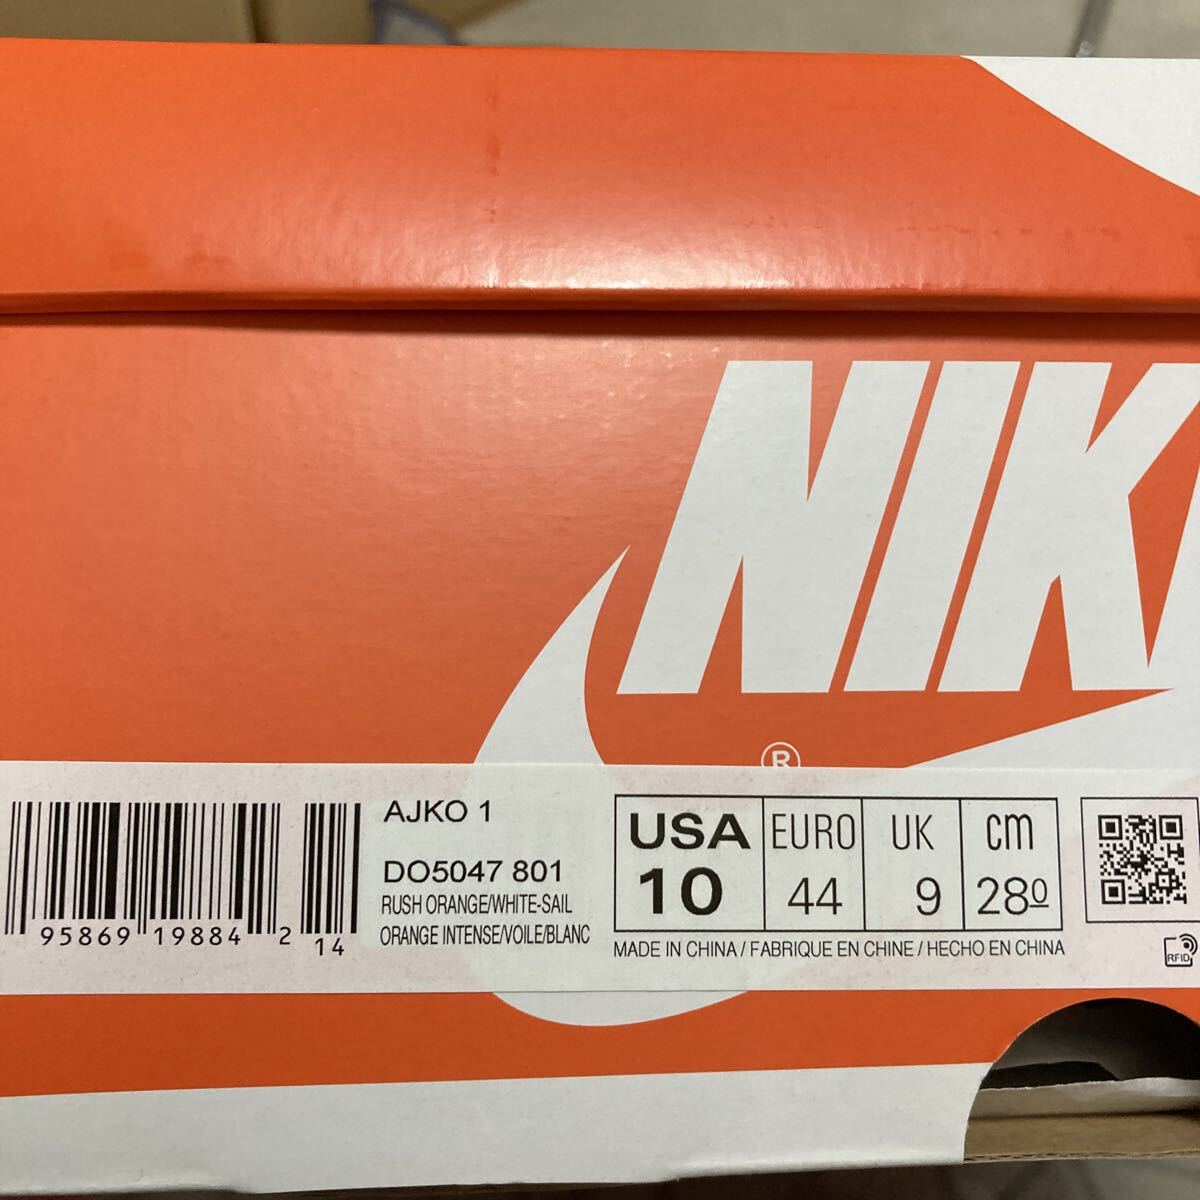 NIK
®
AJKO 1
DO5047 801
RUSH ORANGE/WHITE-SAIL
ORANGE INTENSE/VOILE/BLANC
95869 19884 2 14
USA EURO UK cm
10 44 9 28.0
MADE IN CHINA / FABRIQUE EN CHINE / HECHO EN CHINA
RFID